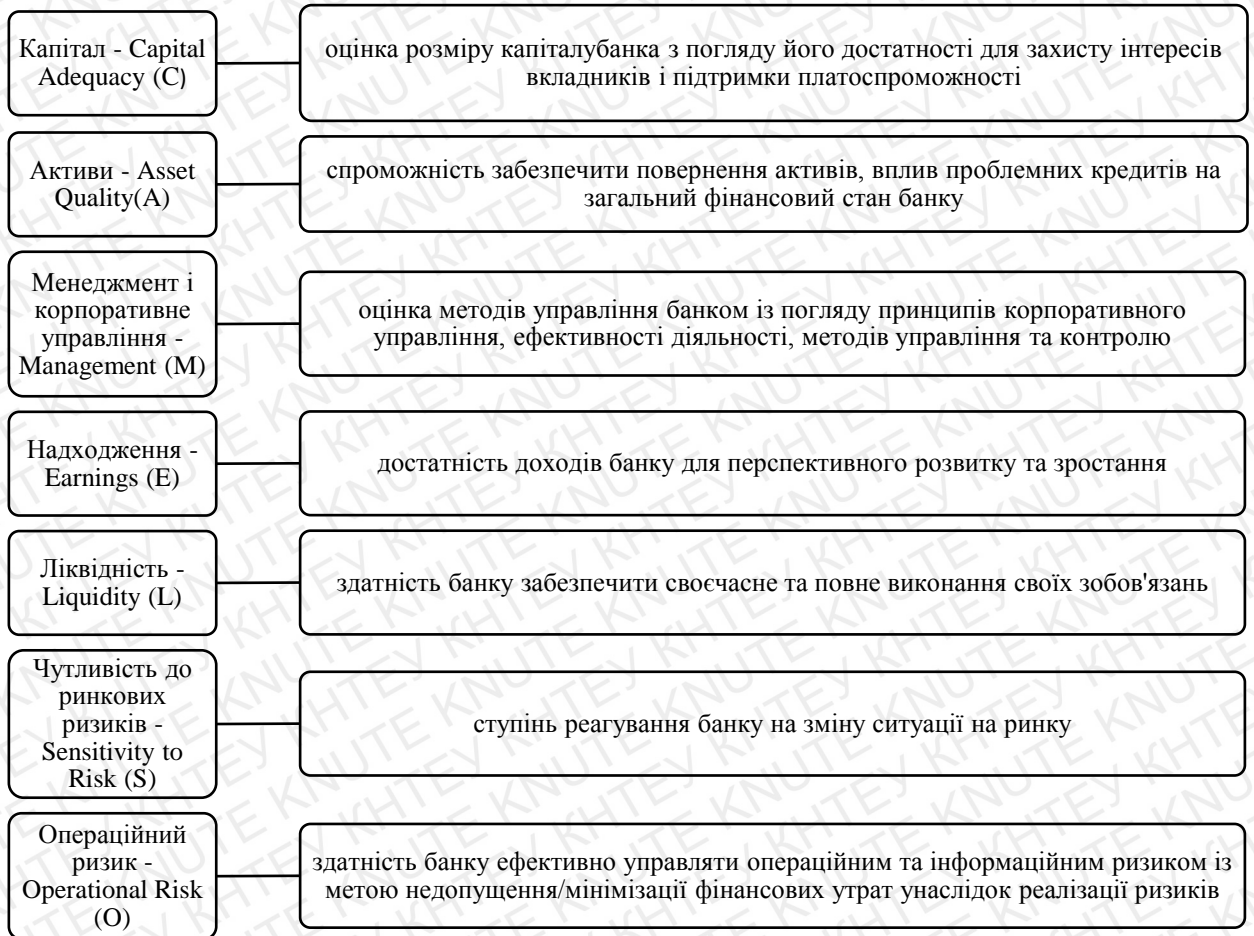 Капітал - Capital
Adequacy (C)
оцінка розміру капіталубанка з погляду його достатності для захисту інтересів
вкладників і підтримки платоспроможності
Активи - Asset
Quality(A)
спроможність забезпечити повернення активів, вплив проблемних кредитів на
загальний фінансовий стан банку
Менеджмент і
корпоративне
управління -
Management (M)
оцінка методів управління банком із погляду принципів корпоративного
управління, ефективності діяльності, методів управління та контролю
Надходження -
Earnings (E)
достатність доходів банку для перспективного розвитку та зростання
Ліквідність -
Liquidity (L)
здатність банку забезпечити своєчасне та повне виконання своїх зобов'язань
Чутливість до
ринкових
ризиків -
Sensitivity to
Risk (S)
ступінь реагування банку на зміну ситуації на ринку
Операційний
ризик -
Operational Risk
(O)
здатність банку ефективно управляти операційним та інформаційним ризиком із
метою недопущення/мінімізації фінансових утрат унаслідок реалізації ризиків